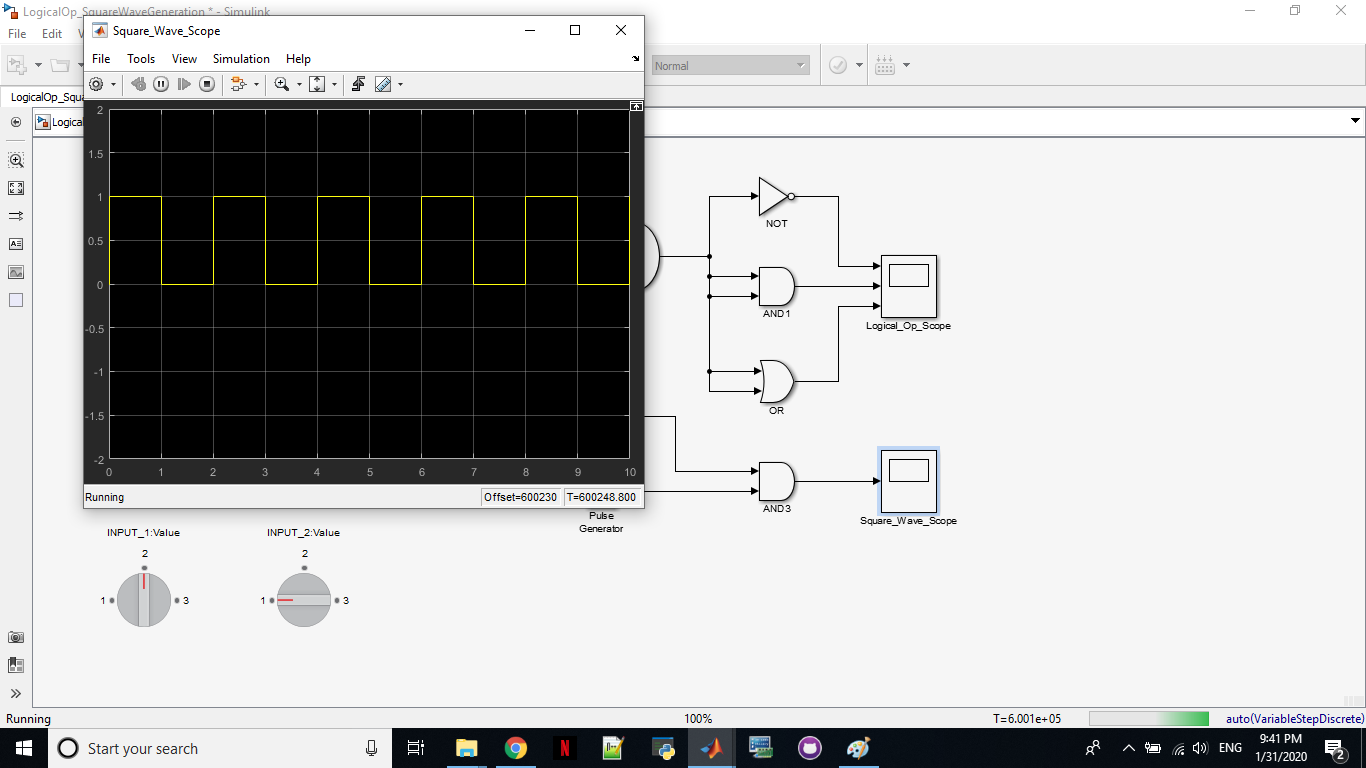 LogicalOp_SquareWaveGeneration * - Simulink
File Edit
Square_Wave_Scope
File Tools View Simulation Help
Normal
LogicalOp_Squa
Logical
2
1.5
1
0.5
0
-0.5
-1
-1.5
-2
0 1 2 3 4 5 6 7 8 9 10
Running Offset=600230 T=600248.800
NOT
AND1
Logical_Op_Scope
OR
AND3
Square_Wave_Scope
Pulse
Generator
INPUT_1:Value INPUT_2:Value
2 2
1 3 1 3
Running 100% T=6.001e+05 auto(VariableStepDiscrete)
Start your search
ENG
9:41 PM
1/31/2020
2